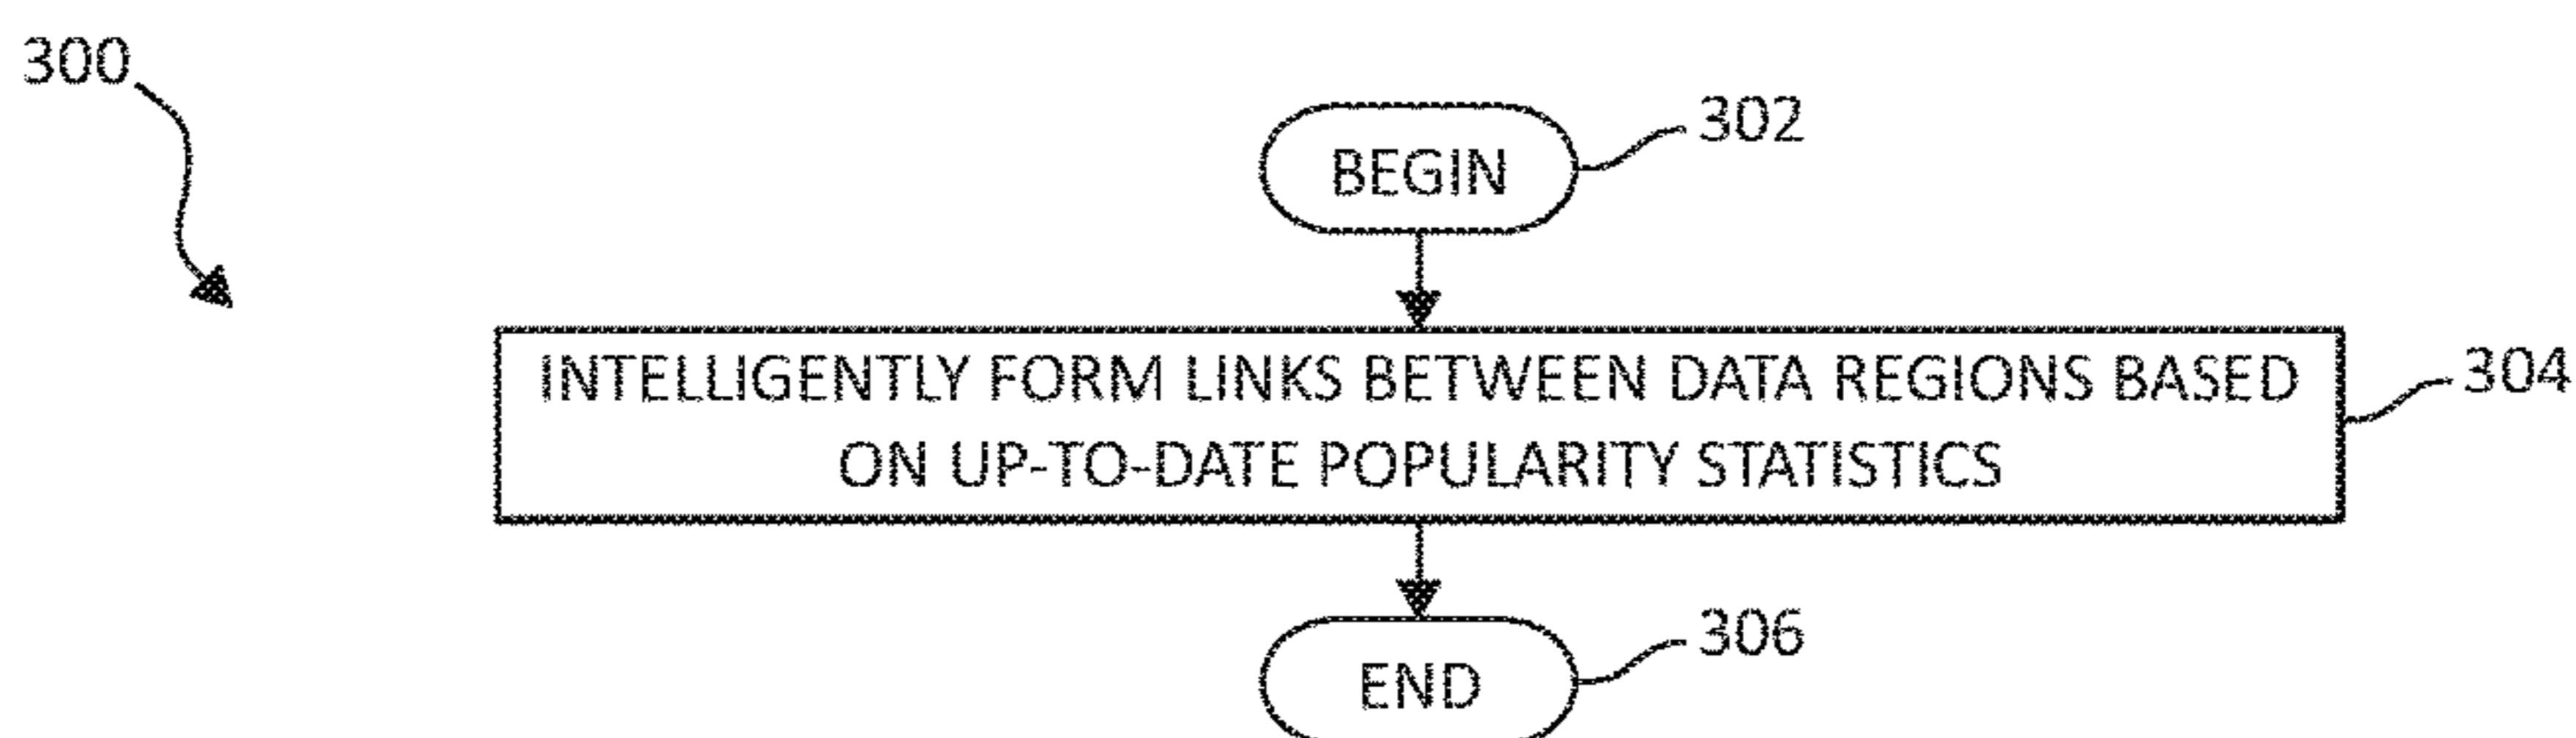 300
BEGIN
302
INTELLIGENTLY FORM LINKS BETWEEN DATA REGIONS BASED
ON UP-TO-DATE POPULARITY STATISTICS
304
END
306